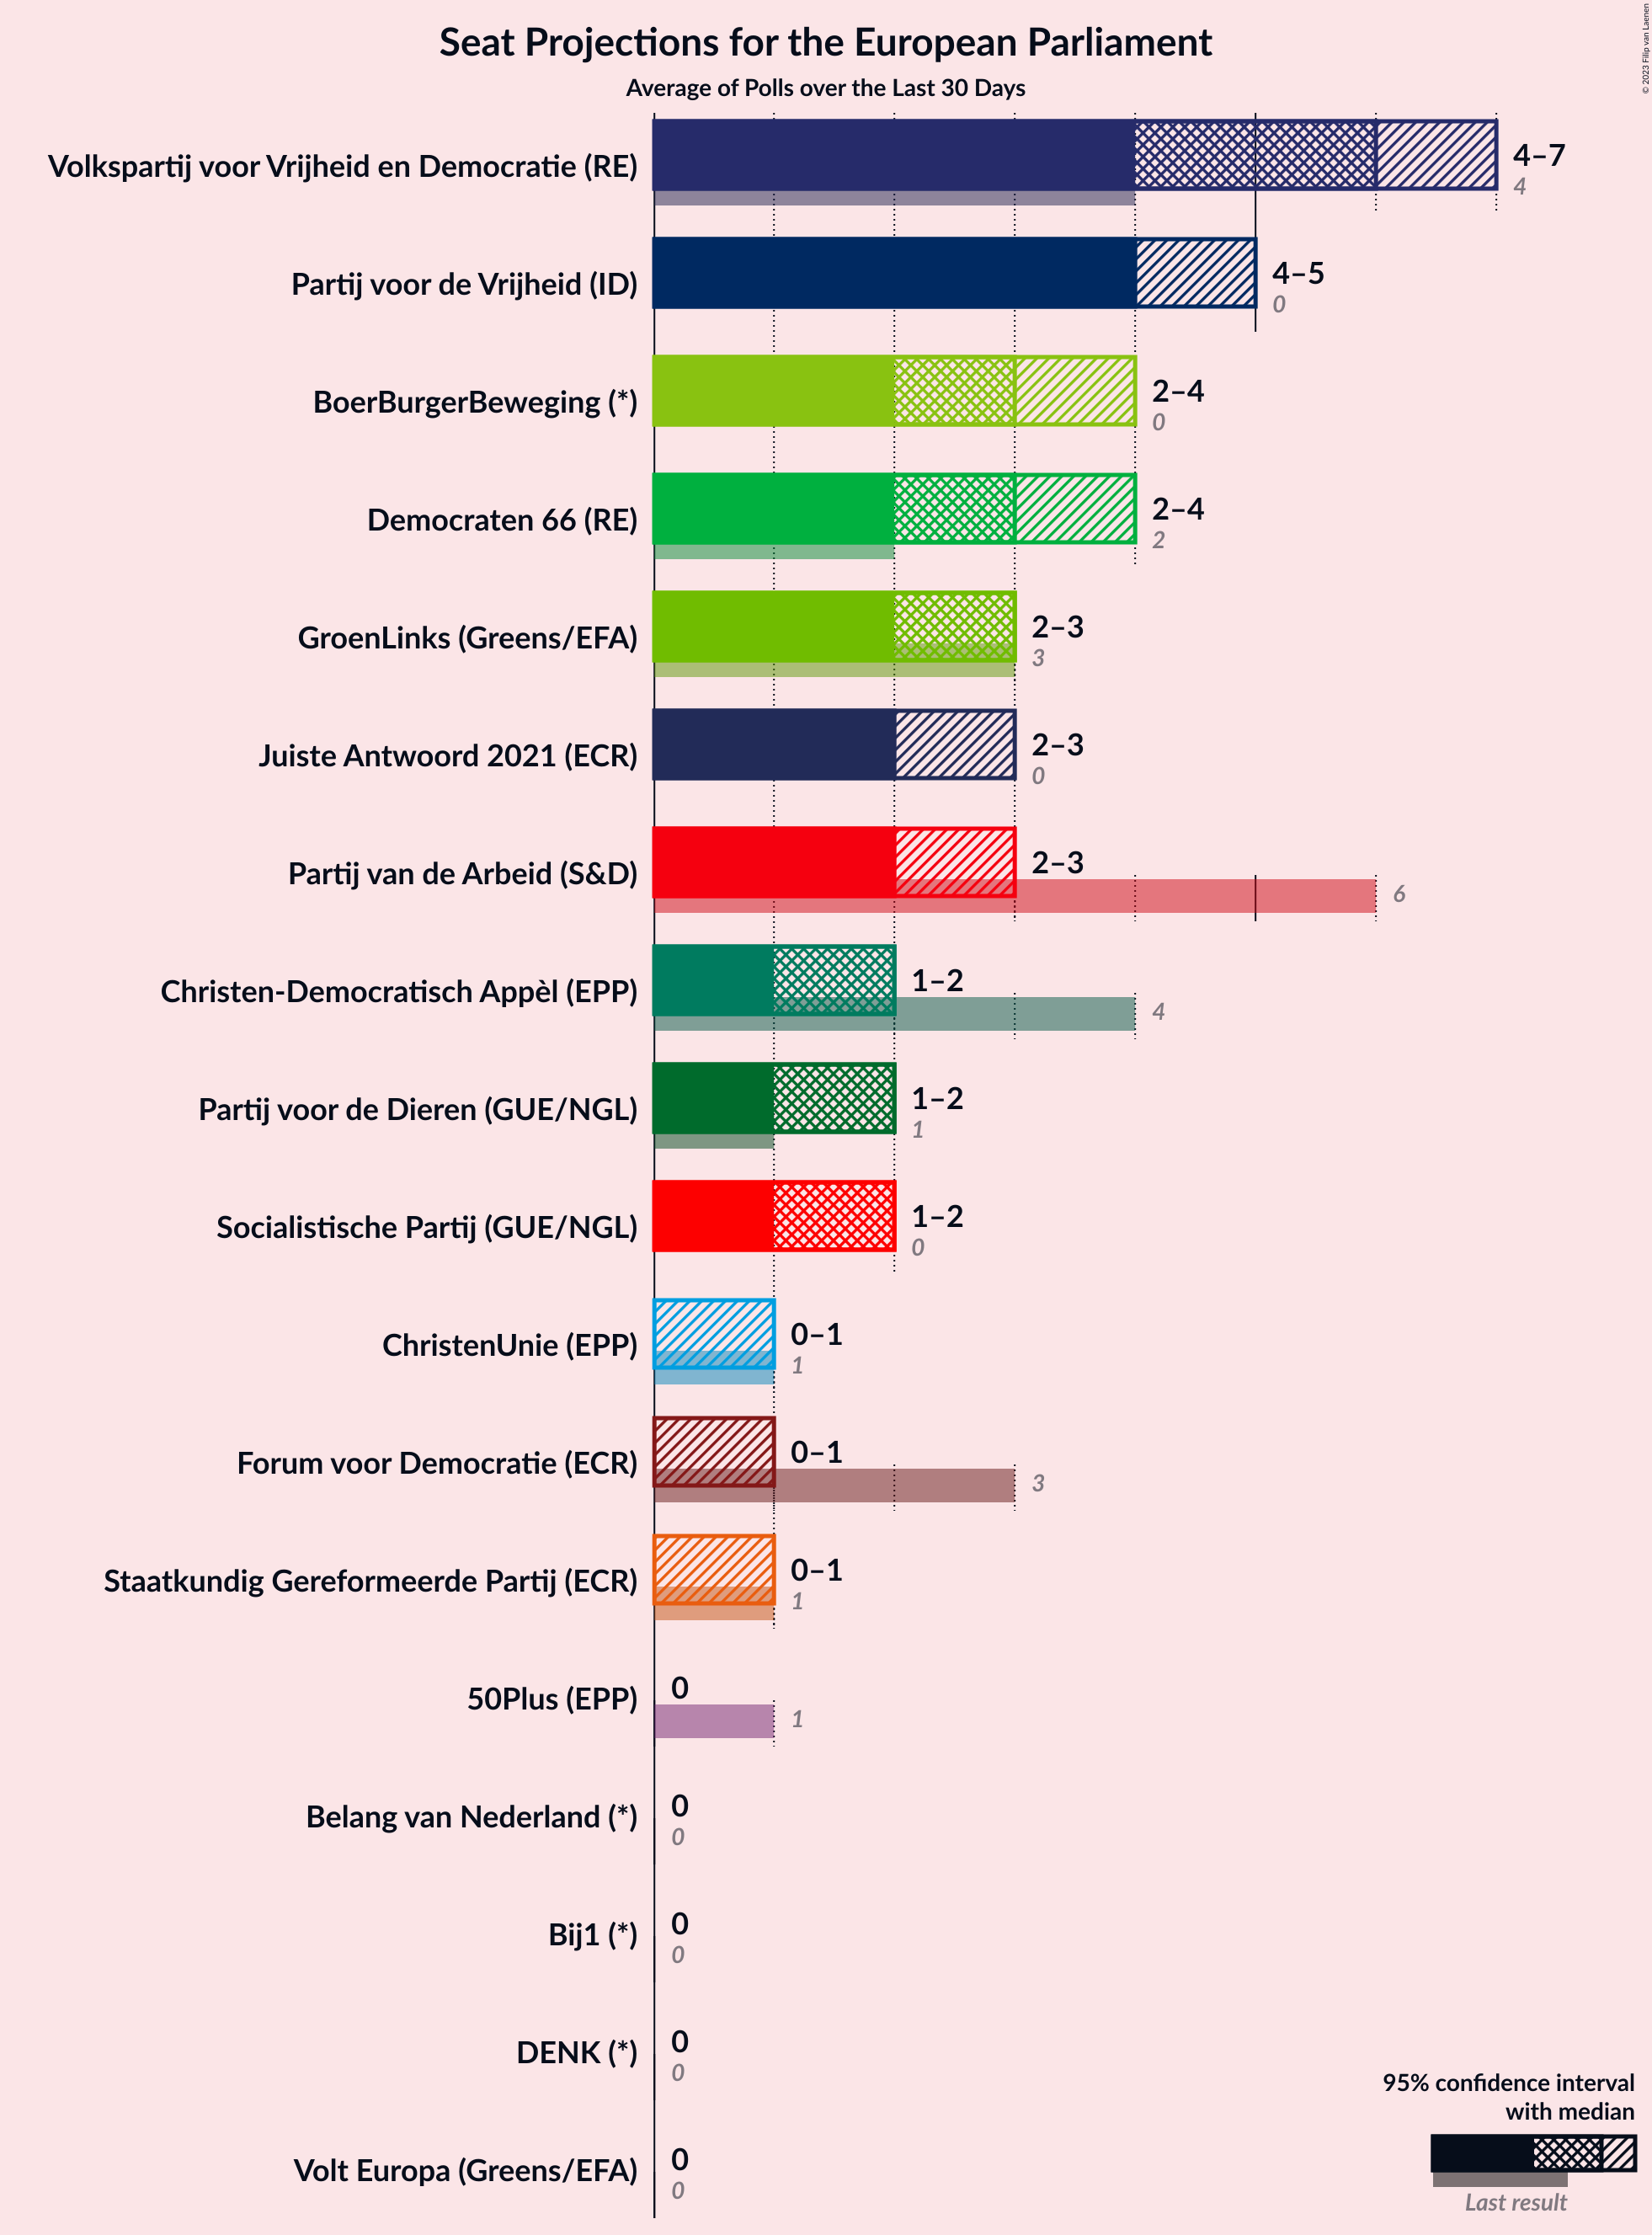 Seat Projections for the European Parliament
Average of Polls over the Last 30 Days
© 2023 Filip van Laenen
Volkspartij voor Vrijheid en Democratie (RE)
4–7
4
Partij voor de Vrijheid (ID)
4–5
0
BoerBurgerBeweging (*)
2–4
0
Democraten 66 (RE)
2–4
2
GroenLinks (Greens/EFA)
2–3
3
Juiste Antwoord 2021 (ECR)
2–3
0
Partij van de Arbeid (S&D)
2–3
6
Christen-Democratisch Appèl (EPP)
1–2
4
Partij voor de Dieren (GUE/NGL)
1–2
1
Socialistische Partij (GUE/NGL)
1–2
0
ChristenUnie (EPP)
0–1
1
Forum voor Democratie (ECR)
0–1
3
Staatkundig Gereformeerde Partij (ECR)
0–1
1
50Plus (EPP)
0
1
Belang van Nederland (*)
0
0
Bij1 (*)
0
0
DENK (*)
0
0
Volt Europa (Greens/EFA)
0
0
95% confidence interval
with median
Last result